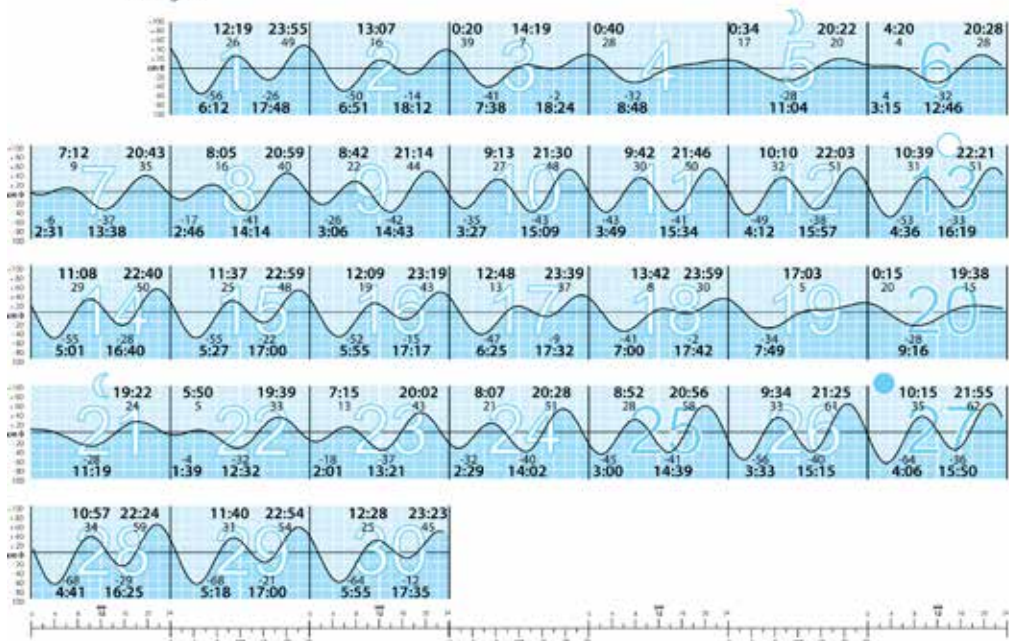 12:19 23:55 13:07 0:20 14:19 0:40 0:34 20:22 4:20 20:28
26 49 16 39 7 28 17 20 4 28
1 2 3 4 5 6
-56 -26 -50 -14 -41 -2 -32 -28 4 -32
6:12 17:48 6:51 18:12 7:38 18:24 8:48 11:04 3:15 12:46
7:12 20:43 8:05 20:59 8:42 21:14 9:13 21:30 9:42 21:46 10:10 22:03 10:39 22:21
9 35 16 40 22 44 27 48 30 50 32 51 31 51
7 8 9 10 11 12 13
-6 -37 -17 -41 -26 -42 -35 -43 -43 -41 -49 -38 -53 -33
2:31 13:38 2:46 14:14 3:06 14:43 3:27 15:09 3:49 15:34 4:12 15:57 4:36 16:19
11:08 22:40 11:37 22:59 12:09 23:19 12:48 23:39 13:42 23:59 17:03 0:15 19:38
29 50 25 48 19 43 13 37 8 30 5 20 15
14 15 16 17 18 19 20
-55 -28 -55 -22 -52 -15 -47 -9 -41 -2 -34 -28
5:01 16:40 5:27 17:00 5:55 17:17 6:25 17:32 7:00 17:42 7:49 9:16
19:22 5:50 19:39 7:15 20:02 8:07 20:28 8:52 20:56 9:34 21:25 10:15 21:55
24 5 33 13 43 21 51 28 58 33 61 35 62
21 22 23 24 25 26 27
-28 -4 -32 -18 -37 -32 -40 -45 -41 -56 -40 -64 -36
11:19 1:39 12:32 2:01 13:21 2:29 14:02 3:00 14:39 3:33 15:15 4:06 15:50
10:57 22:24 11:40 22:54 12:28 23:23
34 59 31 54 25 45
28 29 30
-68 -29 -68 -21 -64 -12
4:41 16:25 5:18 17:00 5:55 17:35